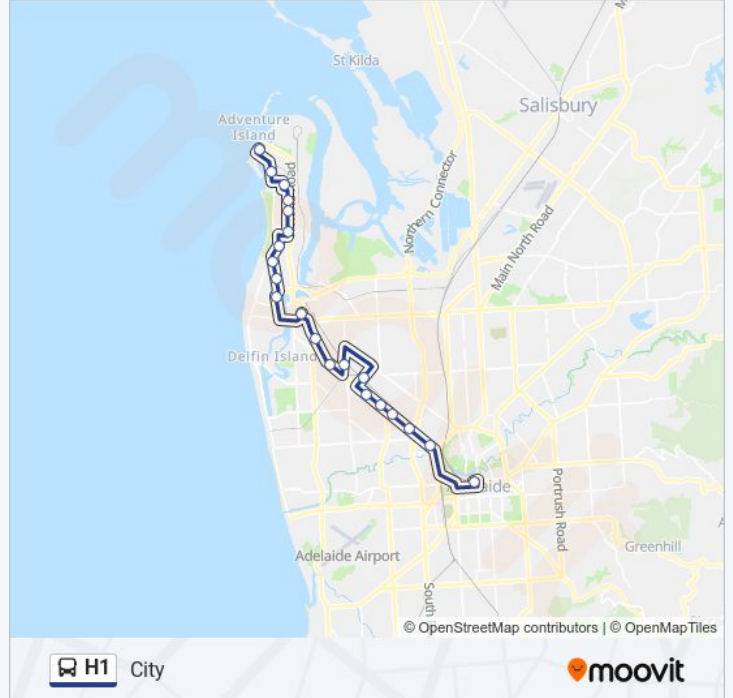 M
St Kilda
Adventure
Island
Salisbury
Road
Northern Connector
Main North Road
Delfin Island
Adelaide
Portrush Road
A
Adelaide Airport
Greenhill
South
© OpenStreetMap contributors | © OpenMapTiles
H1 City
moovit